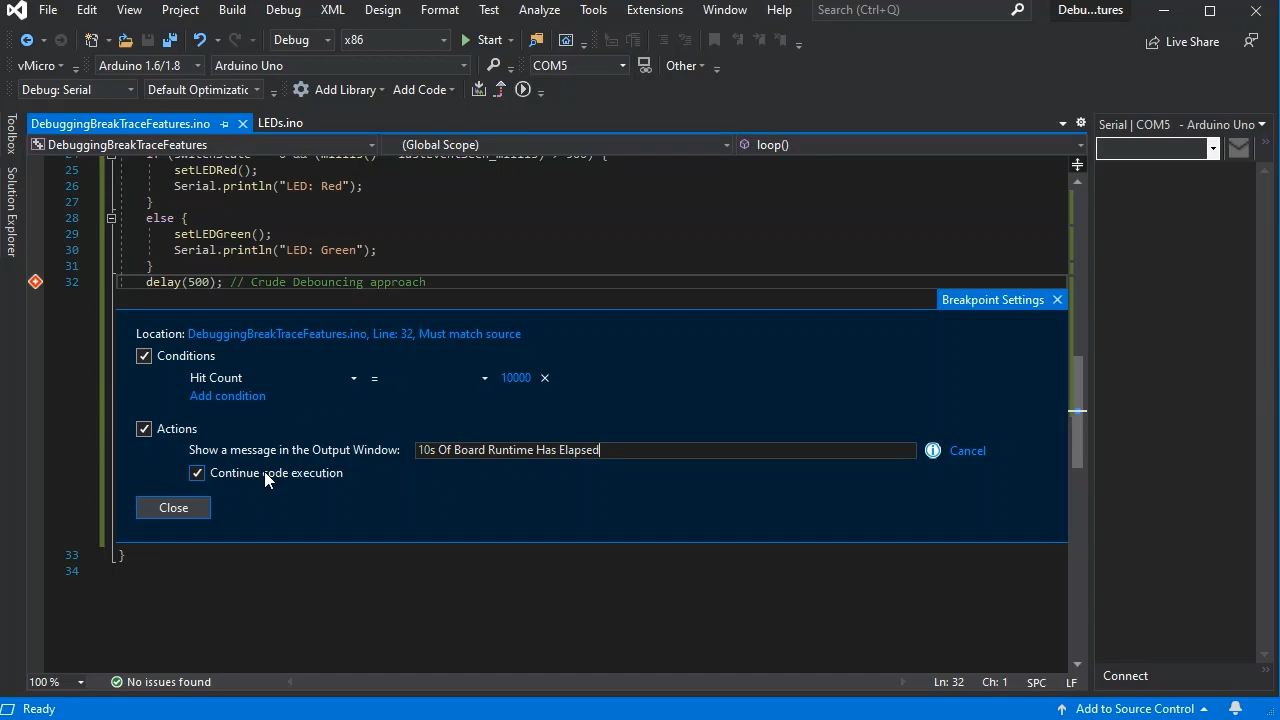 File Edit View Project Build Debug XML Design Format Test Analyze Tools Extensions Window Help Search (Ctrl+Q) Debu...tures
Debug x86 Start Live Share
vMicro Arduino 1.6/1.8 Arduino Uno COM5 Other
Debug: Serial Default Optimizatic Add Library Add Code
DebuggingBreakTraceFeatures.ino LEDs.ino
Serial | COM5 - Arduino Uno
DebuggingBreakTraceFeatures (Global Scope) loop()
Toolbox
Solution Explorer
25 setLEDRed();
26 Serial.println("LED: Red");
27 }
28 else {
29 setLEDGreen();
30 Serial.println("LED: Green");
31 }
32 delay(500); // Crude Debouncing approach
Breakpoint Settings
Location: DebuggingBreakTraceFeatures.ino, Line: 32, Must match source
Conditions
Hit Count = 10000
Add condition
Actions
Show a message in the Output Window: 10s Of Board Runtime Has Elapsed Cancel
Continue code execution
Close
33 }
34
Connect
100 % No issues found Ln: 32 Ch: 1 SPC LF
Ready Add to Source Control